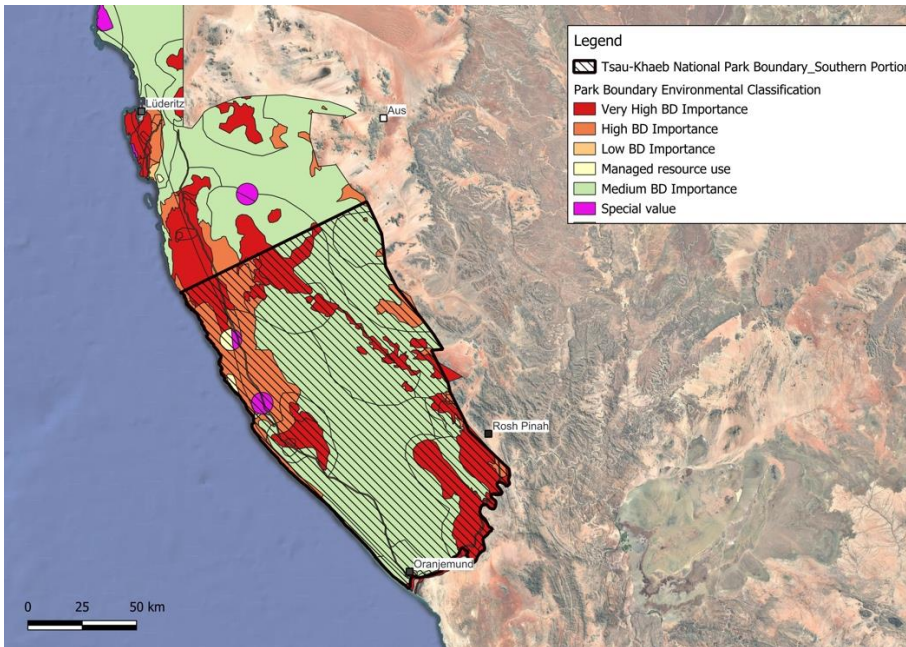 Legend
Tsau-Khaeb National Park Boundary_Southern Portion
Park Boundary Environmental Classification
Very High BD Importance
High BD Importance
Low BD Importance
Managed resource use
Medium BD Importance
Special value
Lüderitz
Aus
Rosh Pinah
Oranjemund
0 25 50 km